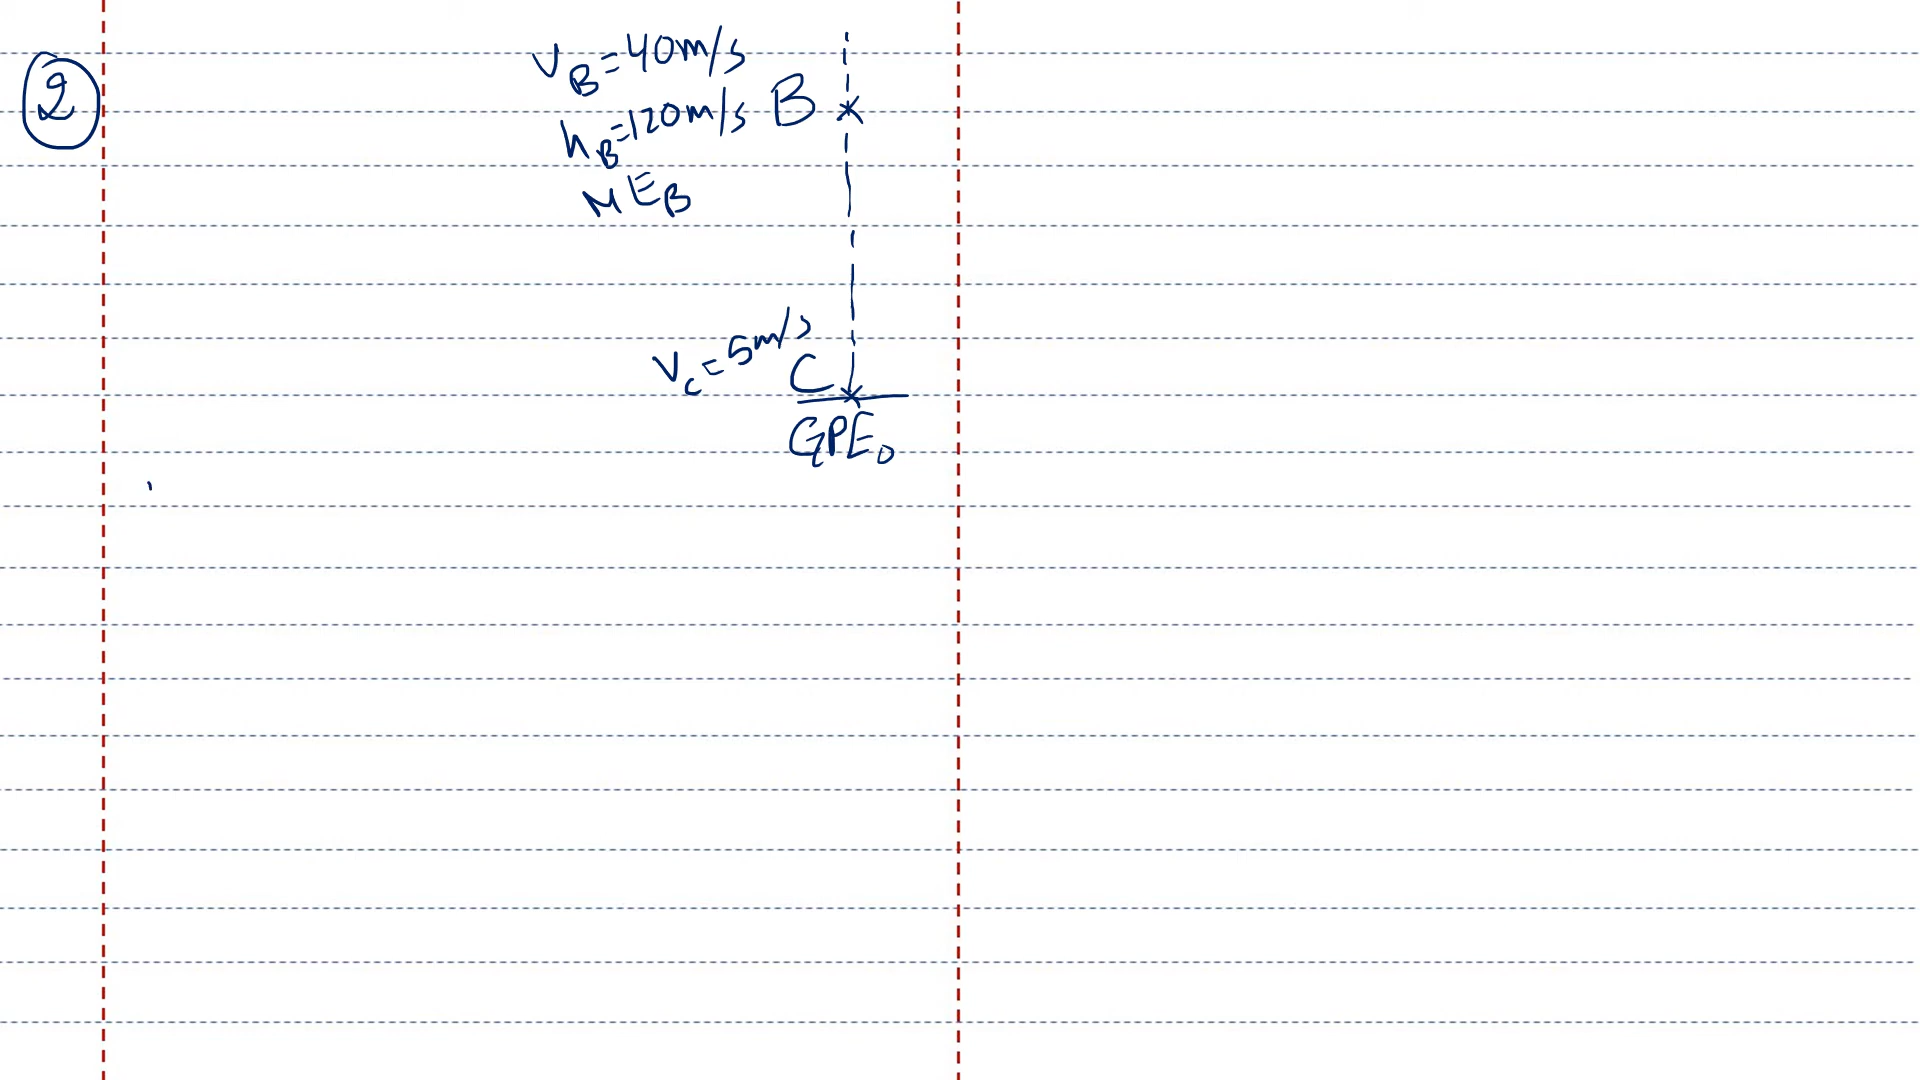 2
V_B = 40m/s
h_B = 120m/s B
ME_B
V_C = 5m/s
C
GPE_0